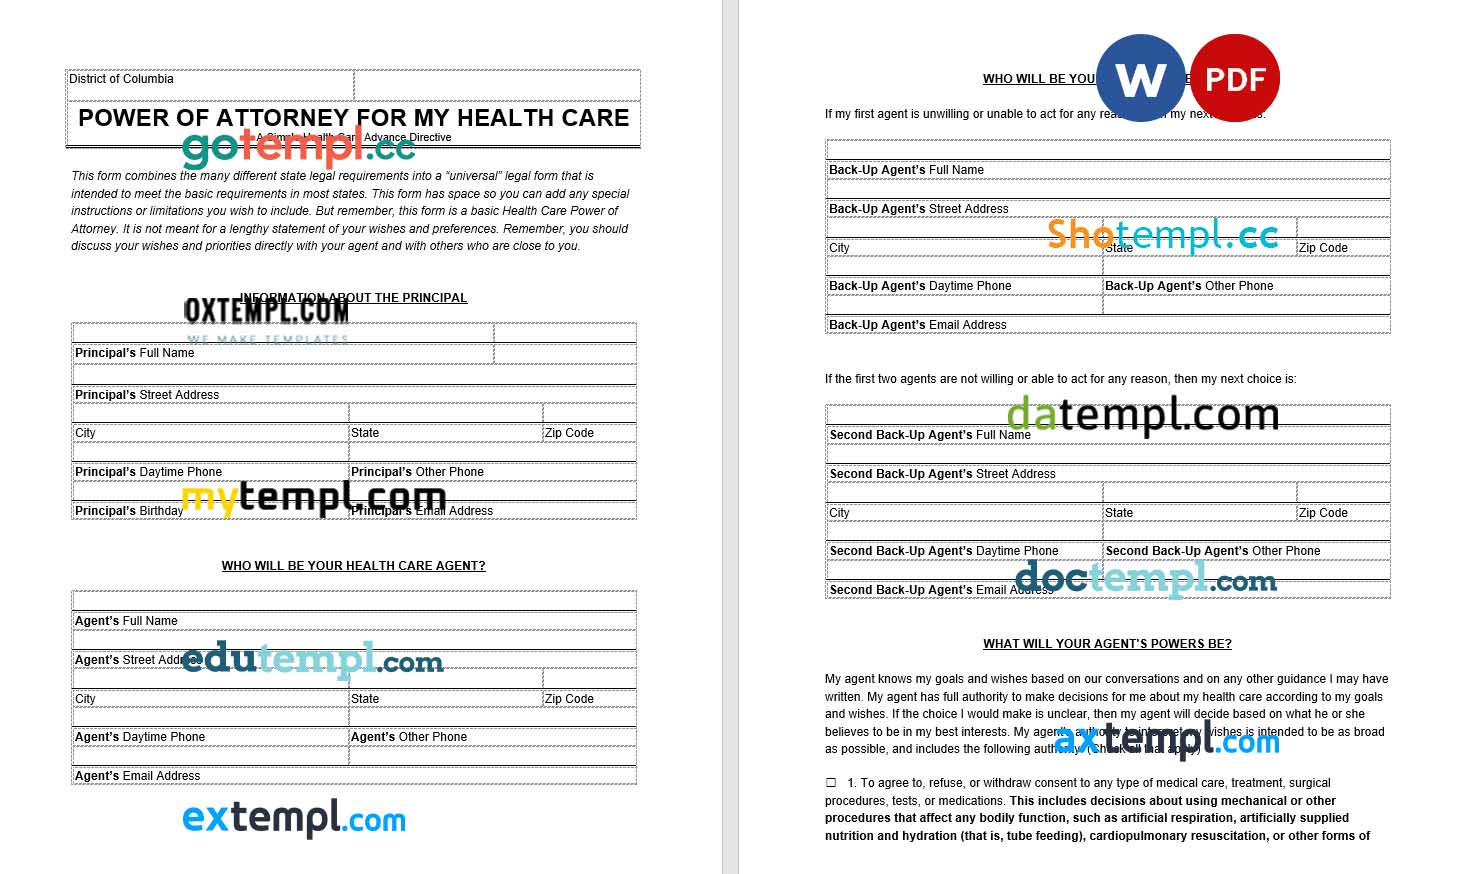 District of Columbia
POWER OF ATTORNEY FOR MY HEALTH CARE
A Simple Health Care Advance Directive
gotempl.cc
This form combines the many different state legal requirements into a “universal” legal form that is
intended to meet the basic requirements in most states. This form has space so you can add any special
instructions or limitations you wish to include. But remember, this form is a basic Health Care Power of
Attorney. It is not meant for a lengthy statement of your wishes and preferences. Remember, you should
discuss your wishes and priorities directly with your agent and with others who are close to you.
INFORMATION ABOUT THE PRINCIPAL
OXTEMPL.COM
WE MAKE TEMPLATES
Principal’s Full Name
Principal’s Street Address
City State Zip Code
Principal’s Daytime Phone Principal’s Other Phone
mytempl.com
Principal’s Birthday Principal’s Email Address
WHO WILL BE YOUR HEALTH CARE AGENT?
Agent’s Full Name
Agent’s Street Address
edutempl.com
City State Zip Code
Agent’s Daytime Phone Agent’s Other Phone
Agent’s Email Address
extempl.com
W PDF
WHO WILL BE YOU
If my first agent is unwilling or unable to act for any my next
Back-Up Agent’s Full Name
Back-Up Agent’s Street Address
Shotempl.cc
City State Zip Code
Back-Up Agent’s Daytime Phone Back-Up Agent’s Other Phone
Back-Up Agent’s Email Address
If the first two agents are not willing or able to act for any reason, then my next choice is:
datempl.com
Second Back-Up Agent’s Full Name
Second Back-Up Agent’s Street Address
City State Zip Code
Second Back-Up Agent’s Daytime Phone Second Back-Up Agent’s Other Phone
doctempl.com
Second Back-Up Agent’s Email Address
WHAT WILL YOUR AGENT'S POWERS BE?
My agent knows my goals and wishes based on our conversations and on any other guidance I may have
written. My agent has full authority to make decisions for me about my health care according to my goals
and wishes. If the choice I would make is unclear, then my agent will decide based on what he or she
believes to be in my best interests. My agent’s authority to interpret my wishes is intended to be as broad
axtempl.com
as possible, and includes the following authority: (Check all that apply)
☐ 1. To agree to, refuse, or withdraw consent to any type of medical care, treatment, surgical
procedures, tests, or medications. This includes decisions about using mechanical or other
procedures that affect any bodily function, such as artificial respiration, artificially supplied
nutrition and hydration (that is, tube feeding), cardiopulmonary resuscitation, or other forms of